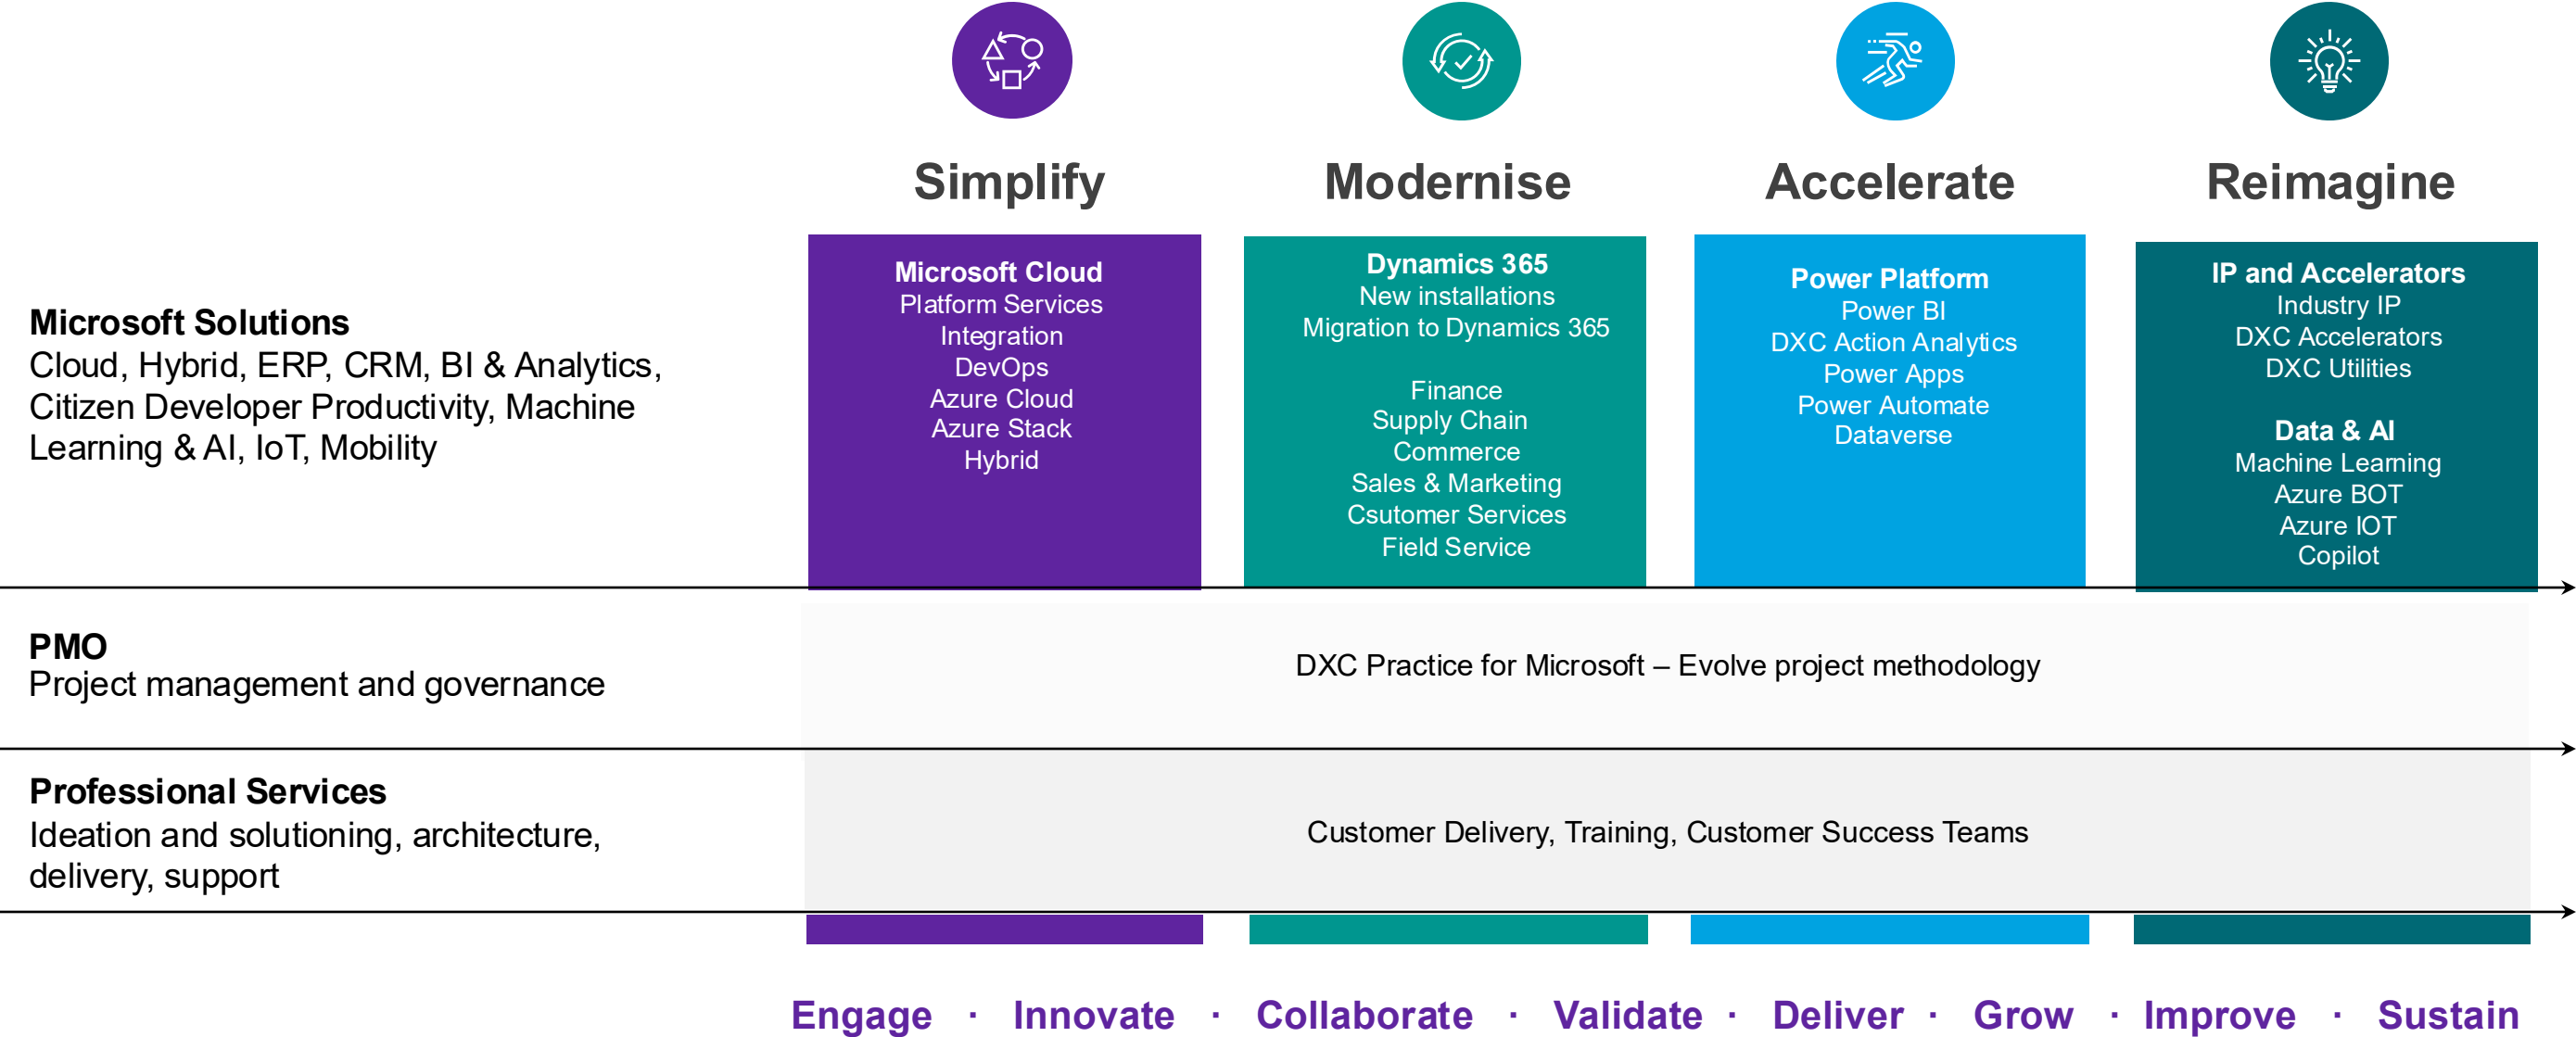 Simplify
Modernise
Accelerate
Reimagine
Microsoft Solutions
Cloud, Hybrid, ERP, CRM, BI & Analytics,
Citizen Developer Productivity, Machine
Learning & AI, IoT, Mobility
Microsoft Cloud
Platform Services
Integration
DevOps
Azure Cloud
Azure Stack
Hybrid
Dynamics 365
New installations
Migration to Dynamics 365
Finance
Supply Chain
Commerce
Sales & Marketing
Csutomer Services
Field Service
Power Platform
Power BI
DXC Action Analytics
Power Apps
Power Automate
Dataverse
IP and Accelerators
Industry IP
DXC Accelerators
DXC Utilities
Data & AI
Machine Learning
Azure BOT
Azure IOT
Copilot
PMO
Project management and governance
DXC Practice for Microsoft – Evolve project methodology
Professional Services
Ideation and solutioning, architecture,
delivery, support
Customer Delivery, Training, Customer Success Teams
Engage · Innovate · Collaborate · Validate · Deliver · Grow · Improve · Sustain